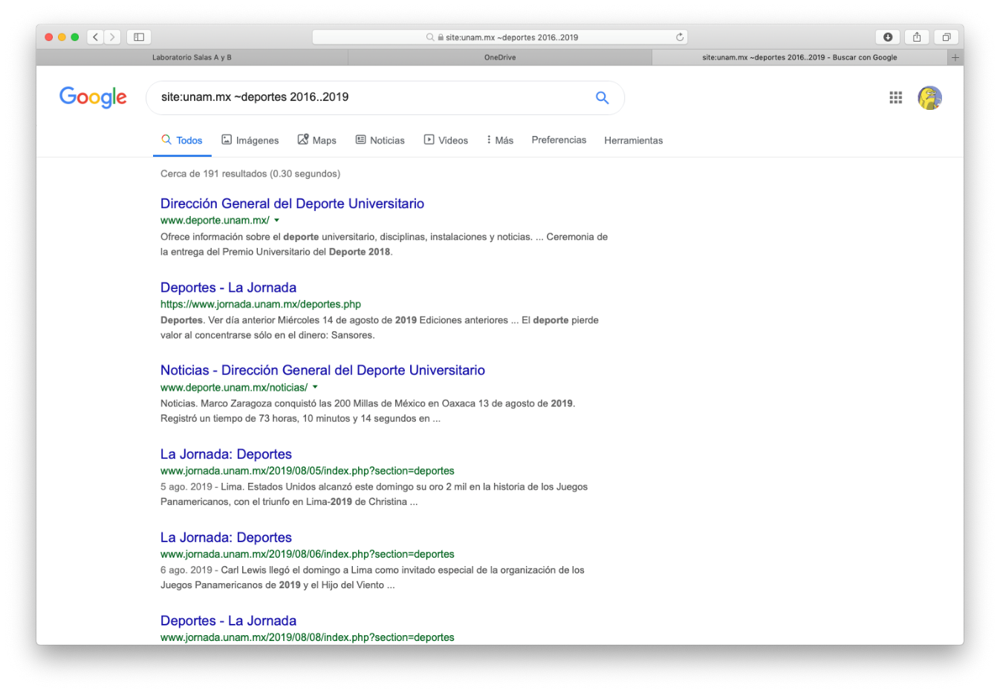 site:unam.mx ~deportes 2016..2019
Laboratorio Salas A y B
OneDrive
site:unam.mx ~deportes 2016..2019 - Buscar con Google
Google
site:unam.mx ~deportes 2016..2019
Todos
Imágenes
Maps
Noticias
Videos
Más
Preferencias
Herramientas
Cerca de 191 resultados (0.30 segundos)
Dirección General del Deporte Universitario
www.deporte.unam.mx/
Ofrece información sobre el deporte universitario, disciplinas, instalaciones y noticias. ... Ceremonia de
la entrega del Premio Universitario del Deporte 2018.
Deportes - La Jornada
https://www.jornada.unam.mx/deportes.php
Deportes. Ver día anterior Miércoles 14 de agosto de 2019 Ediciones anteriores ... El deporte pierde
valor al concentrarse sólo en el dinero: Sansores.
Noticias - Dirección General del Deporte Universitario
www.deporte.unam.mx/noticias/
Noticias. Marco Zaragoza conquistó las 200 Millas de México en Oaxaca 13 de agosto de 2019.
Registró un tiempo de 73 horas, 10 minutos y 14 segundos en ...
La Jornada: Deportes
www.jornada.unam.mx/2019/08/05/index.php?section=deportes
5 ago. 2019 - Lima. Estados Unidos alcanzó este domingo su oro 2 mil en la historia de los Juegos
Panamericanos, con el triunfo en Lima-2019 de Christina ...
La Jornada: Deportes
www.jornada.unam.mx/2019/08/06/index.php?section=deportes
6 ago. 2019 - Carl Lewis llegó el domingo a Lima como invitado especial de la organización de los
Juegos Panamericanos de 2019 y el Hijo del Viento ...
Deportes - La Jornada
www.jornada.unam.mx/2019/08/08/index.php?section=deportes